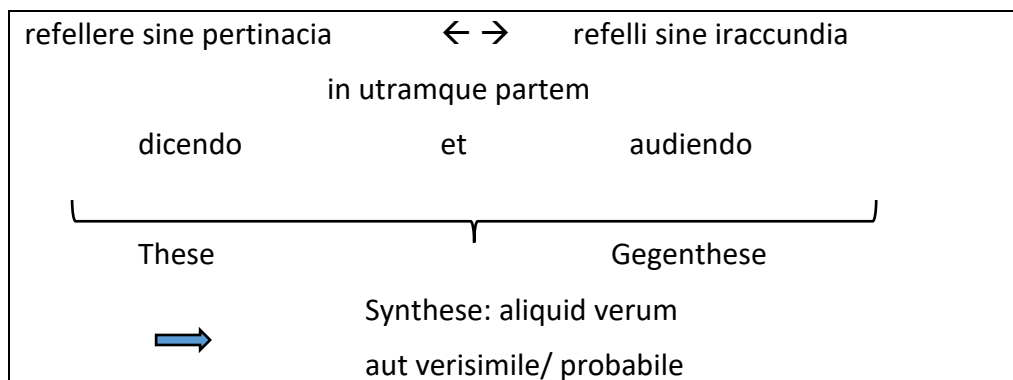 refellere sine pertinacia ← → refelli sine iraccundia
in utramque partem
dicendo et audiendo
These Gegenthese
Synthese: aliquid verum
aut verisimile/ probabile